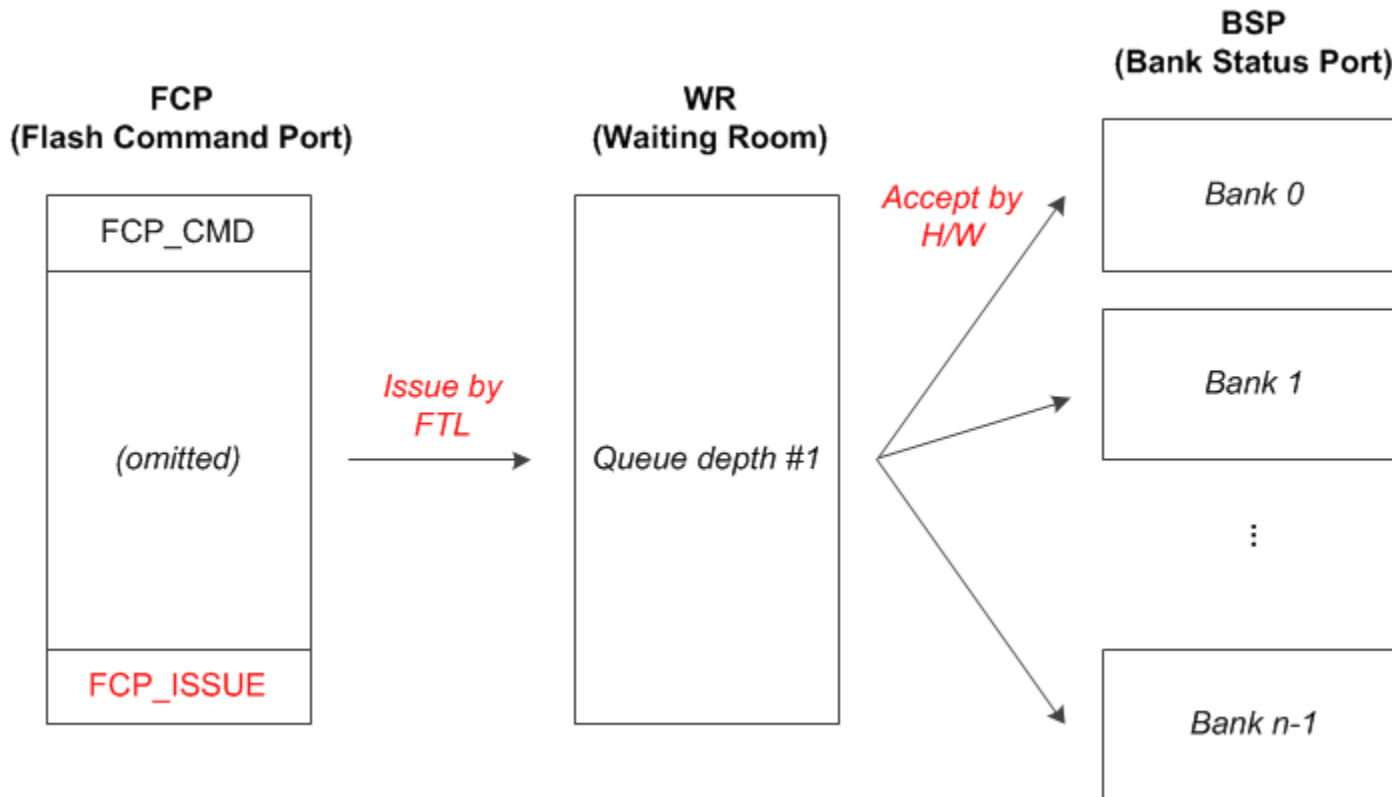 FCP
(Flash Command Port)
FCP_CMD
(omitted)
FCP_ISSUE
Issue by
FTL
WR
(Waiting Room)
Queue depth #1
Accept by
H/W
BSP
(Bank Status Port)
Bank 0
Bank 1
...
Bank n-1